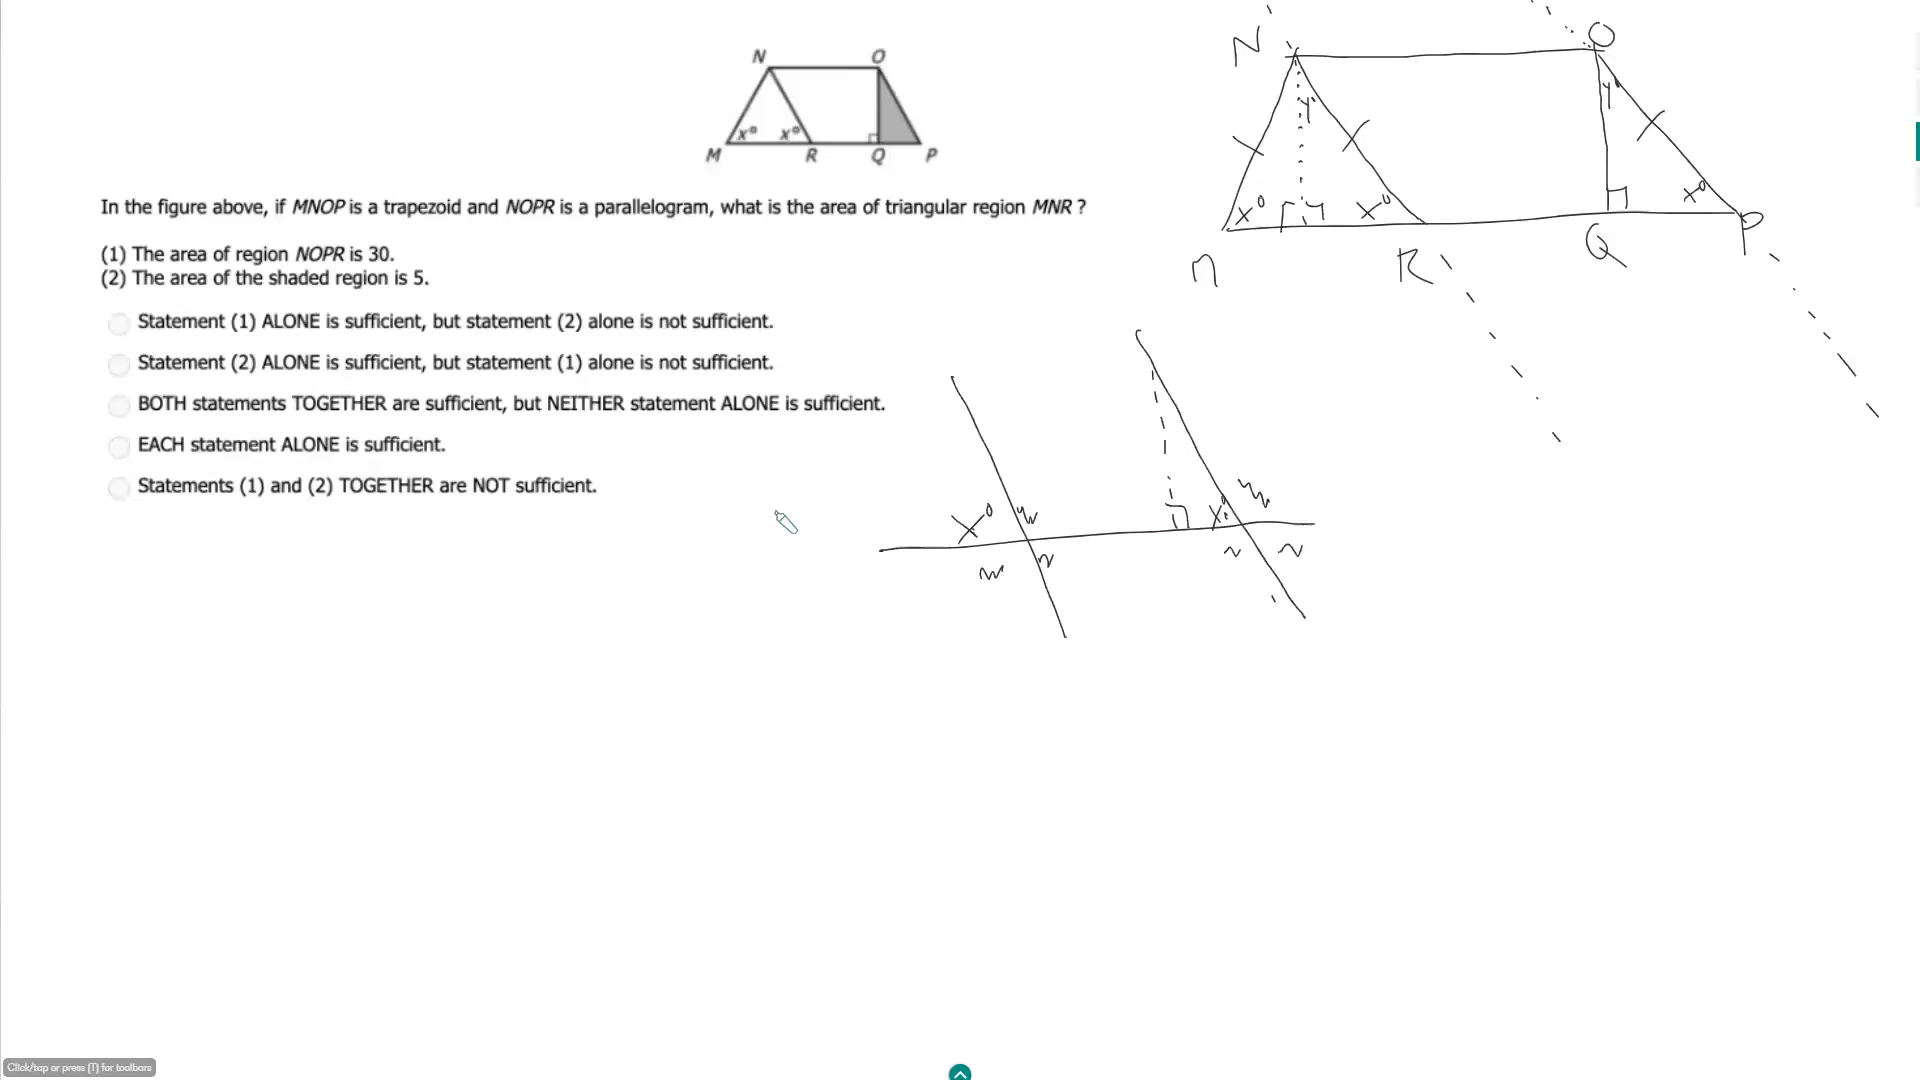 N O
x° x°
M R Q P
In the figure above, if MNOP is a trapezoid and NOPR is a parallelogram, what is the area of triangular region MNR ?
(1) The area of region NOPR is 30.
(2) The area of the shaded region is 5.
Statement (1) ALONE is sufficient, but statement (2) alone is not sufficient.
Statement (2) ALONE is sufficient, but statement (1) alone is not sufficient.
BOTH statements TOGETHER are sufficient, but NEITHER statement ALONE is sufficient.
EACH statement ALONE is sufficient.
Statements (1) and (2) TOGETHER are NOT sufficient.
N O
y y
x° x° x°
M R Q P
x° x°
Click/tap or press [T] for toolbars